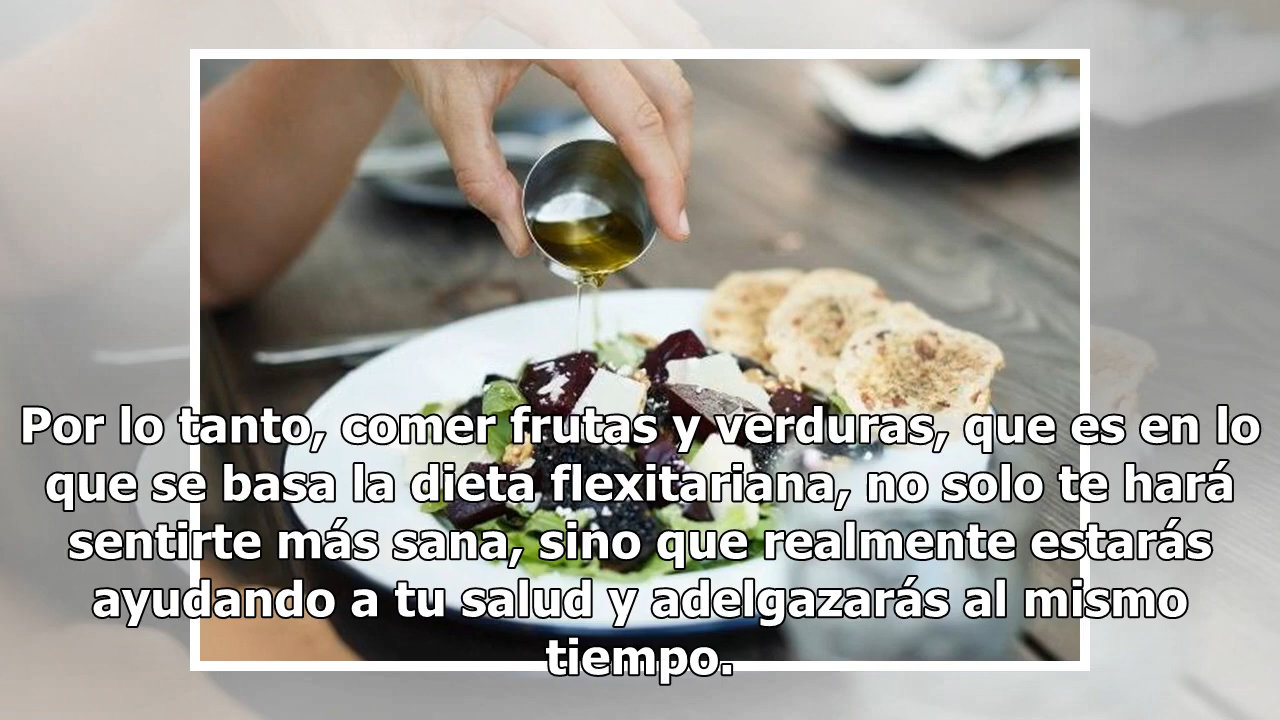 Por lo tanto, comer frutas y verduras, que es en lo
que se basa la dieta flexitariana, no solo te hará
sentirte más sana, sino que realmente estarás
ayudando a tu salud y adelgazarás al mismo
tiempo.